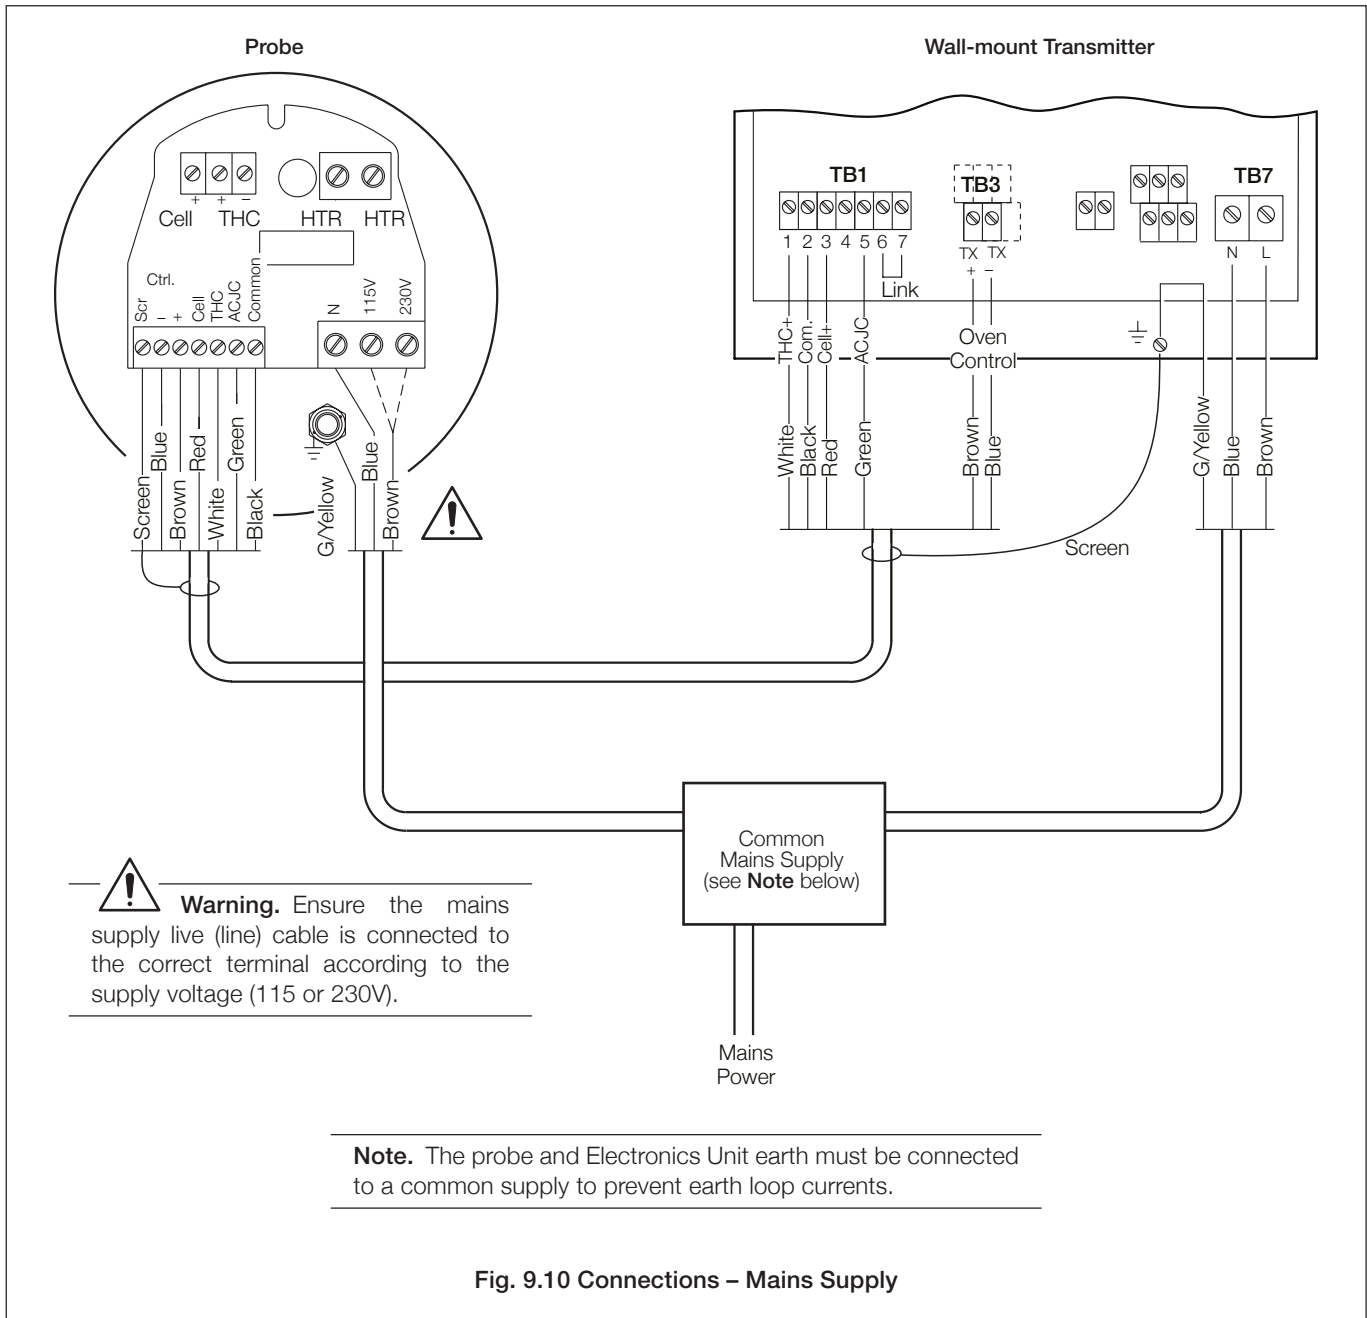 Probe
Wall-mount Transmitter
+ + −
Cell THC HTR HTR
Ctrl.
Scr
−
+
Cell
THC
ACJC
Common
N
115V
230V
Screen
Blue
Brown
Red
White
Green
Black
G/Yellow
Blue
Brown
TB1
1 2 3 4 5 6 7
Link
TB3
TX TX
+ −
TB7
N L
THC+
Com.
Cell+
ACJC
Oven
Control
White
Black
Red
Green
Brown
Blue
G/Yellow
Blue
Brown
Screen
Common
Mains Supply
(see Note below)
Mains
Power
Warning. Ensure the mains
supply live (line) cable is connected to
the correct terminal according to the
supply voltage (115 or 230V).
Note. The probe and Electronics Unit earth must be connected
to a common supply to prevent earth loop currents.
Fig. 9.10 Connections – Mains Supply